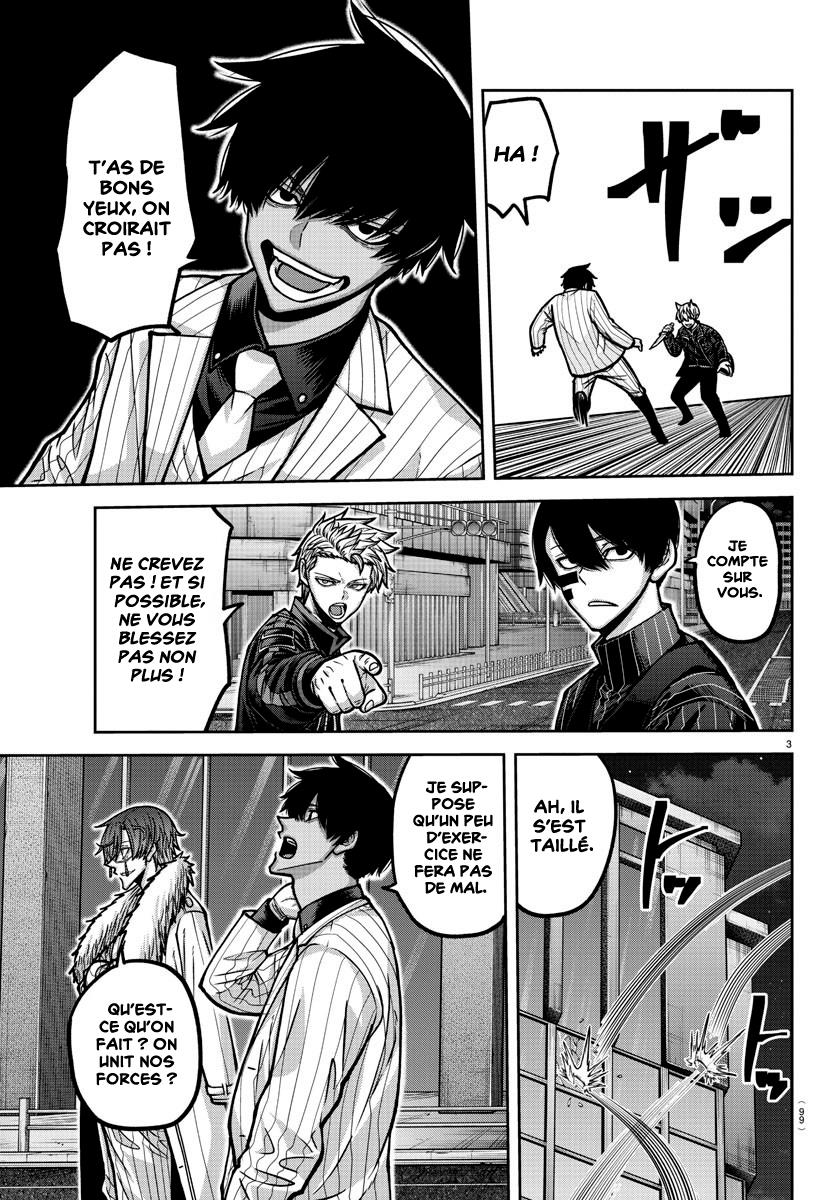 HA !
ザッ
T'AS DE
BONS
YEUX, ON
CROIRAIT
PAS !
JE
COMPTE
SUR
VOUS.
NE CREVEZ
PAS ! ET SI
POSSIBLE,
NE VOUS
BLESSEZ
PAS NON
PLUS !
3
AH, IL
S'EST
TAILLÉ.
トッ
トッ
JE SUP-
POSE
QU'UN PEU
D'EXER-
CICE NE
FERA PAS
DE MAL.
QU'EST-
CE QU'ON
FAIT ? ON
UNIT NOS
FORCES ?
(99)